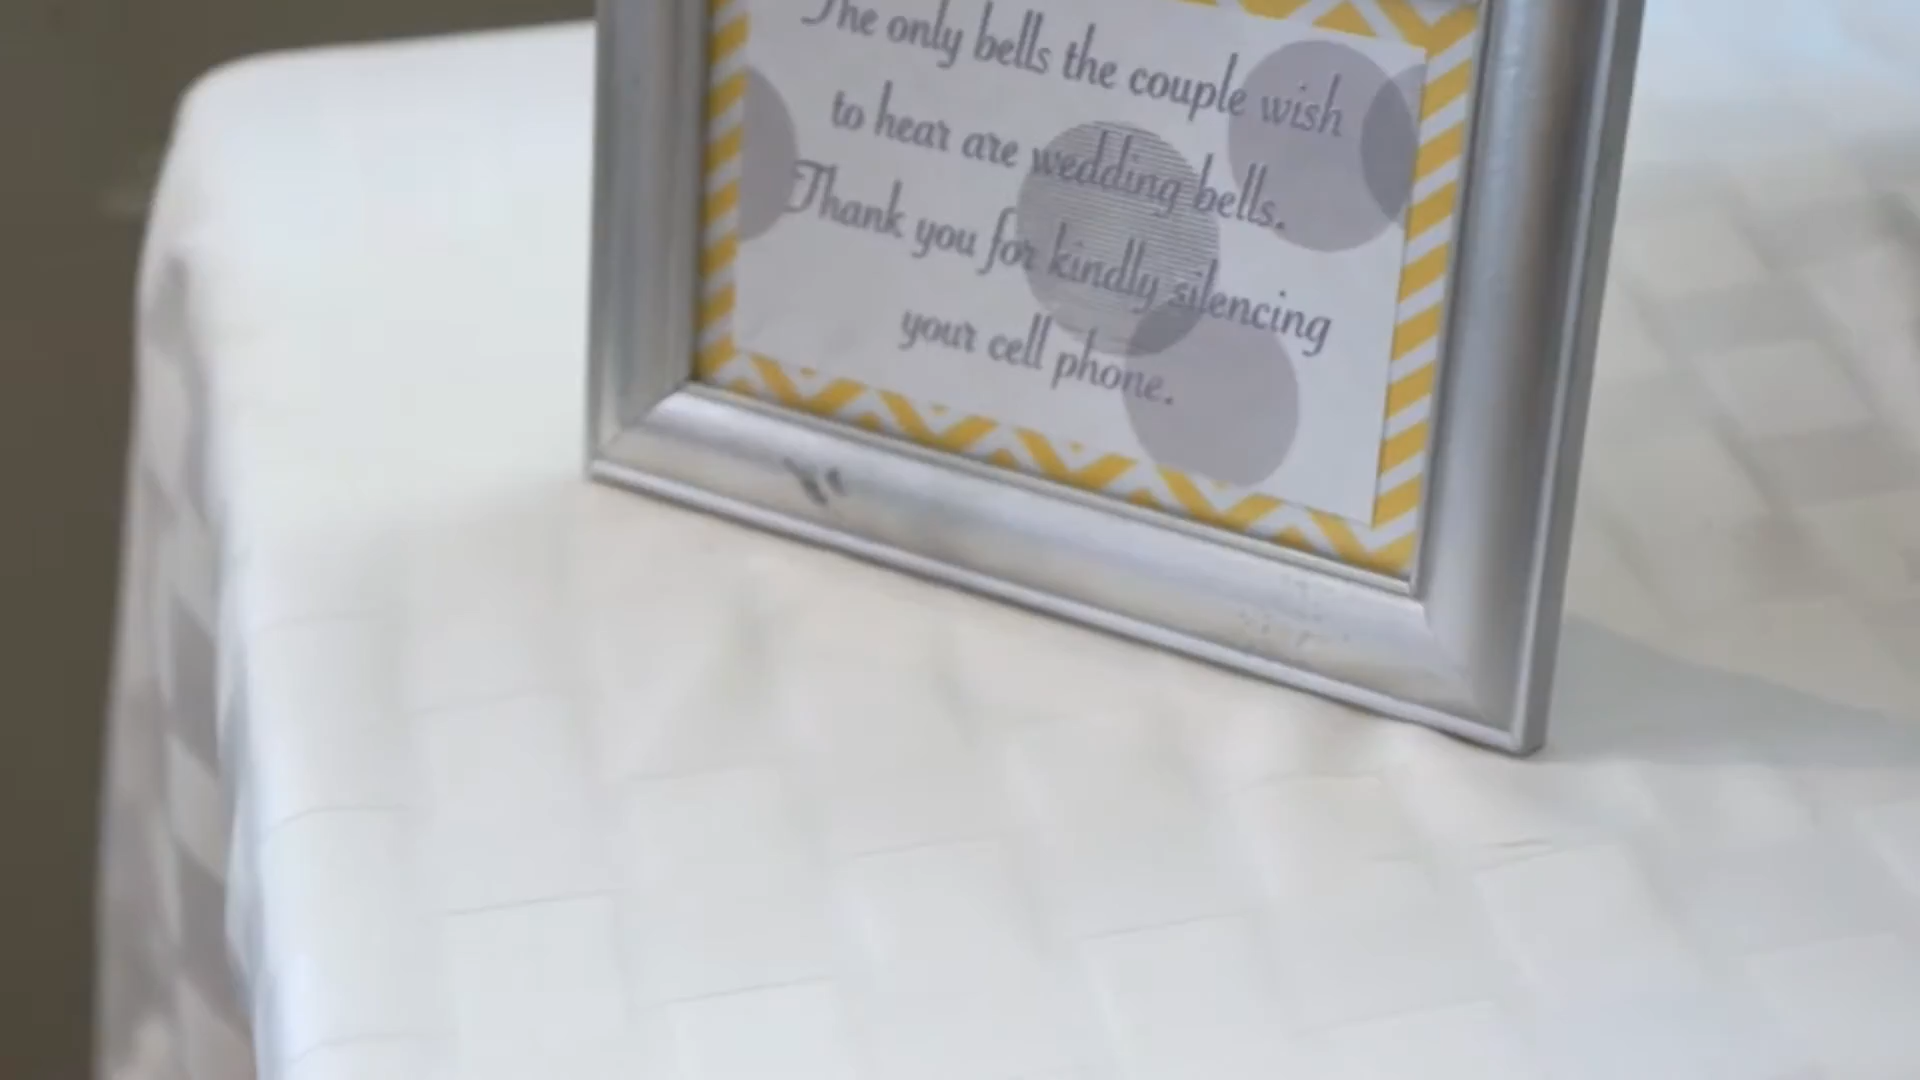 The only bells the couple wish
to hear are wedding bells.
Thank you for kindly silencing
your cell phone.